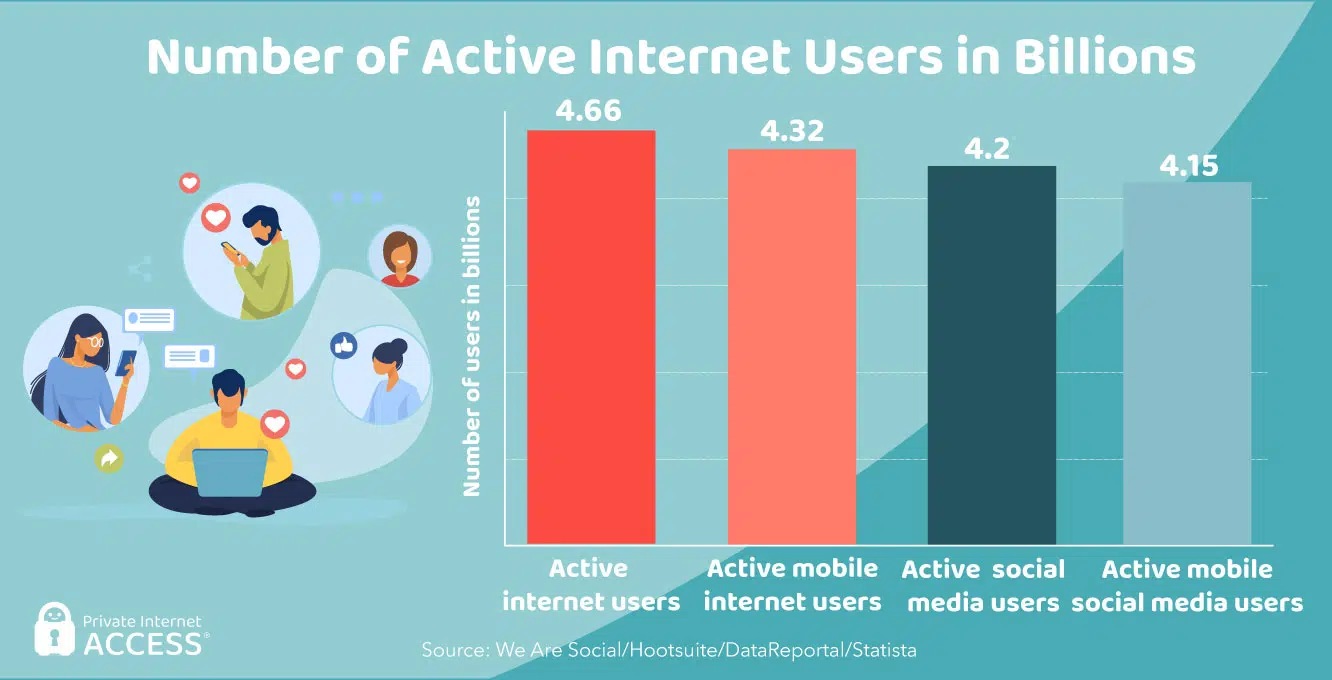 Number of Active Internet Users in Billions
4.66
4.32
4.2
4.15
Number of users in billions
Active
internet users
Active mobile
internet users
Active social
media users
Active mobile
social media users
Private Internet
ACCESS®
Source: We Are Social/Hootsuite/DataReportal/Statista